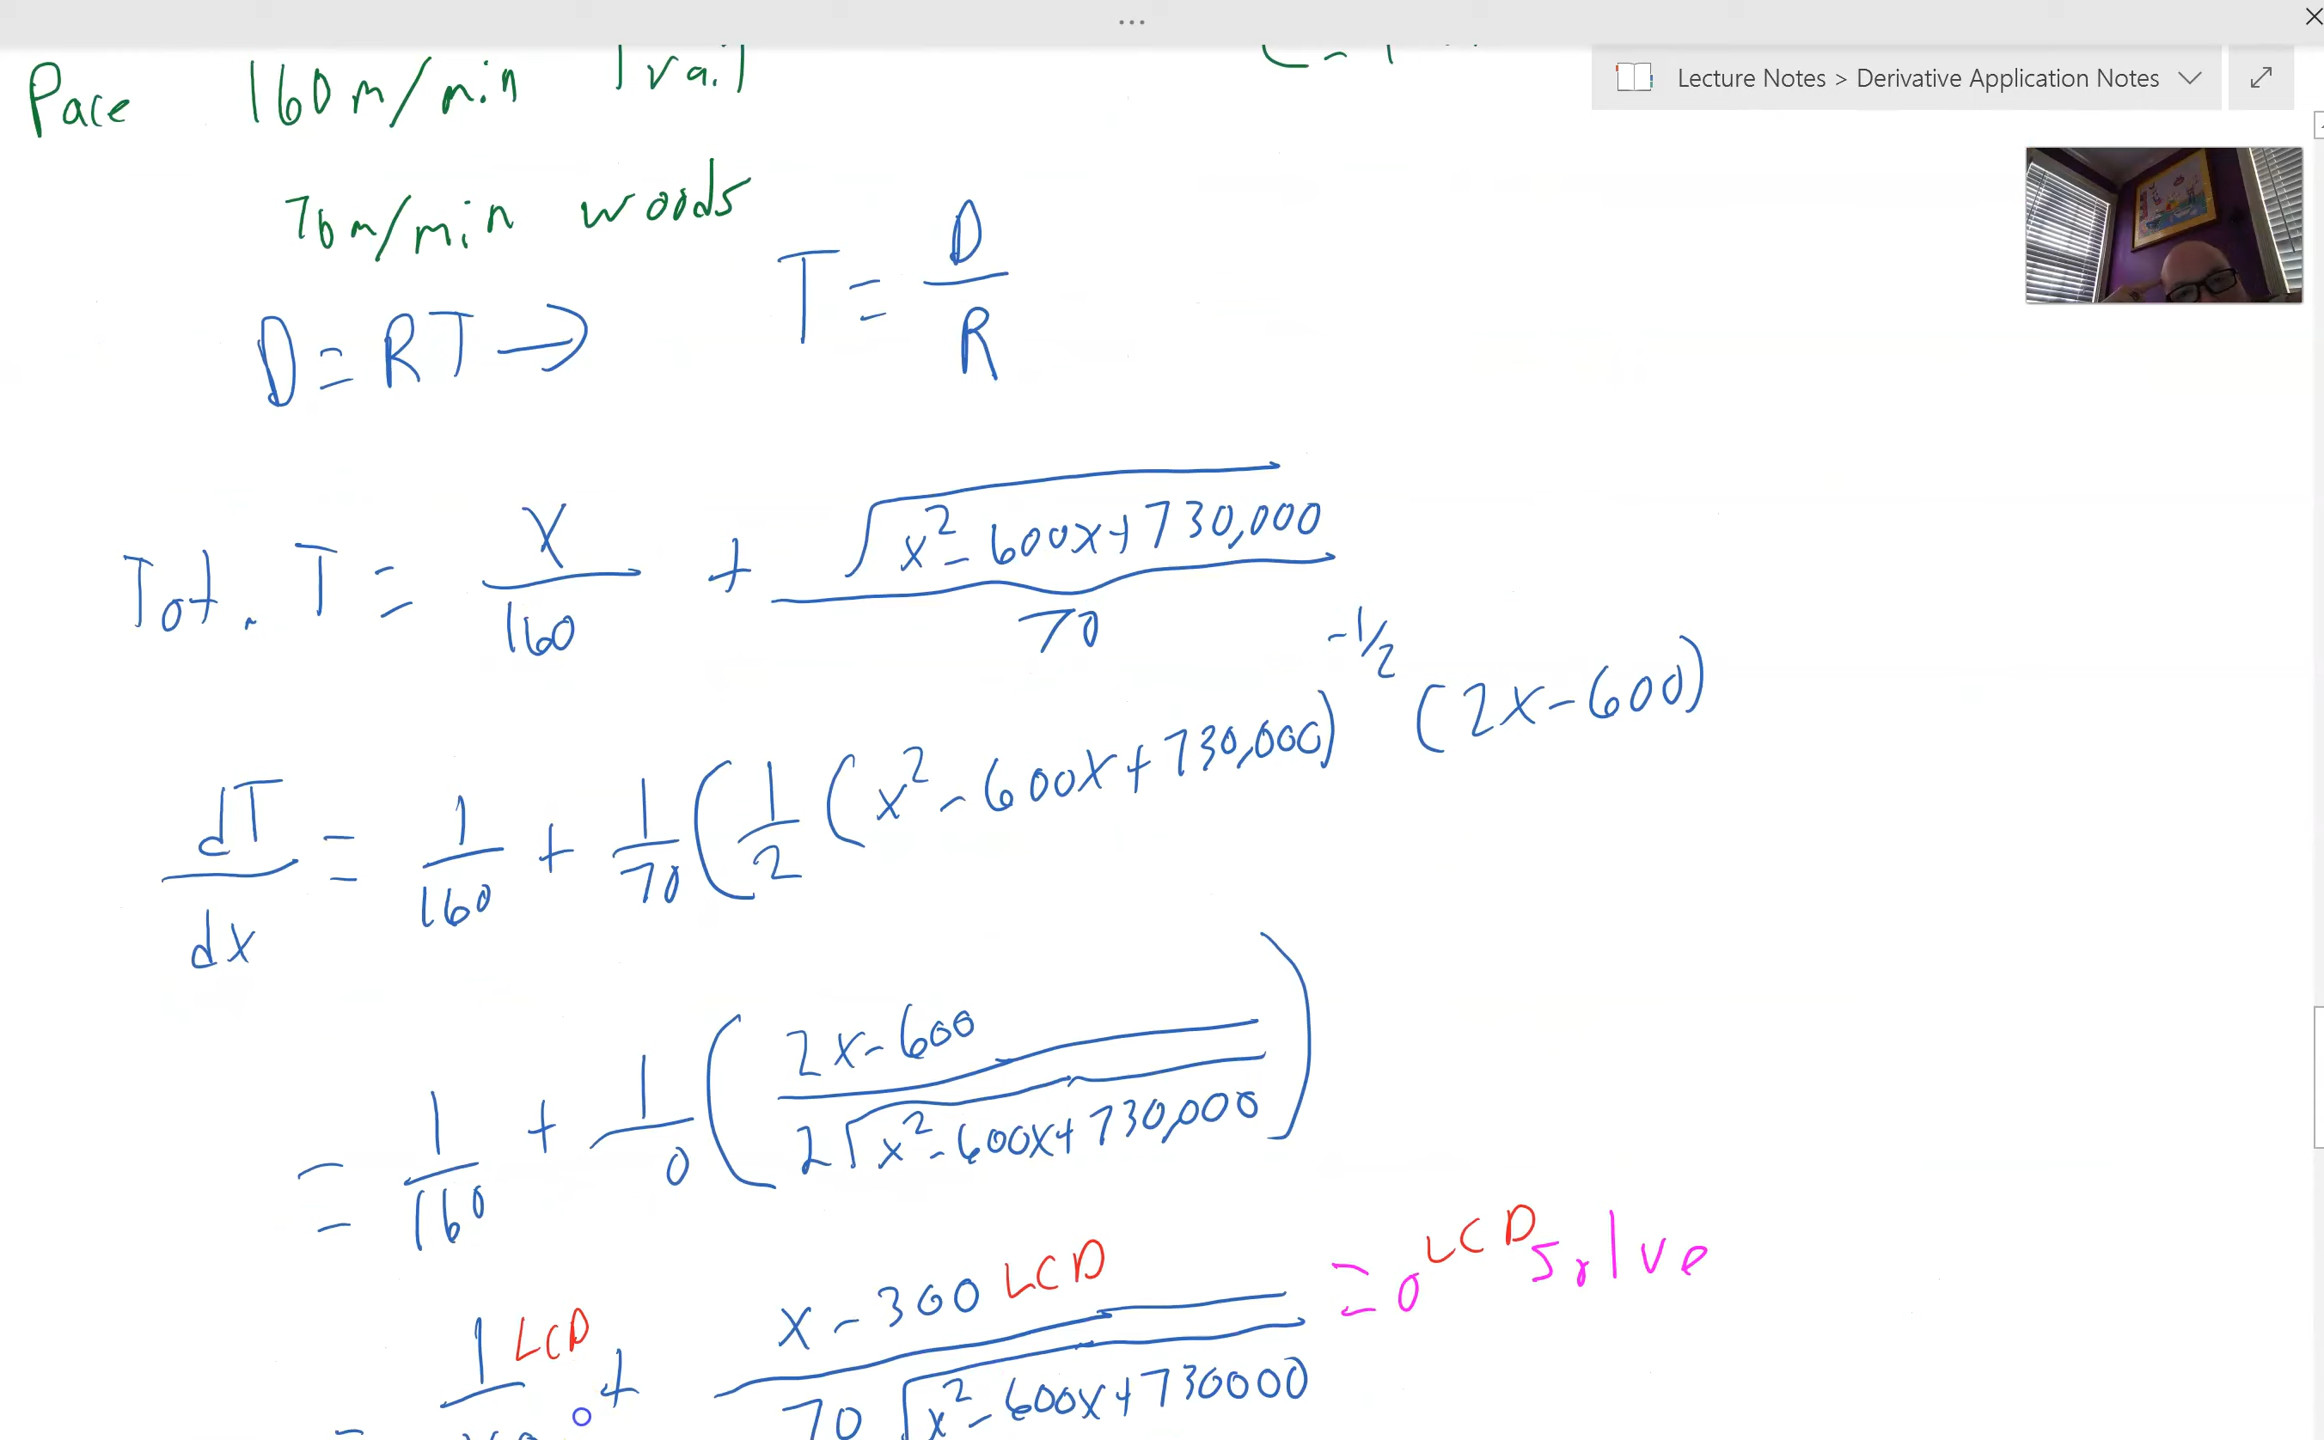 Lecture Notes > Derivative Application Notes
Pace 160 m/min Trail
70 m/min woods
D = RT → T = D/R
Tot. T = x/160 + √(x² - 600x + 730,000)/70
dT/dx = 1/160 + 1/70 (1/2 (x² - 600x + 730,000)^(-1/2) (2x - 600)
= 1/160 + 1/ 0 ((2x - 600)/(2√(x² - 600x + 730,000)))
= 1 LCD/ + x - 300 LCD/(70 √(x² - 600x + 730000)) = 0 LCD Solve